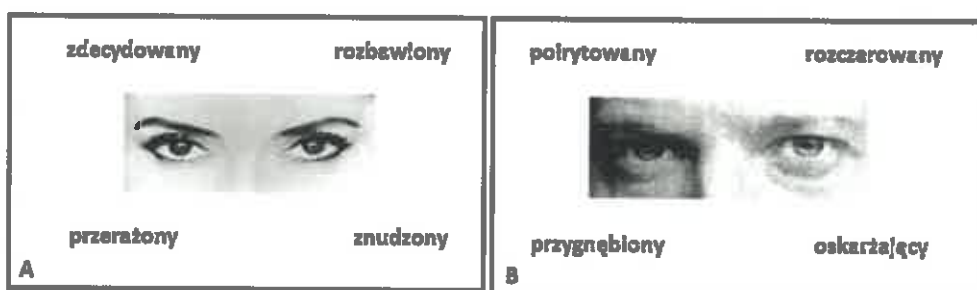 zdecydowany rozbawiony
przerażony znudzony
A
poirytowany rozczarowany
przygnębiony oskarżający
B